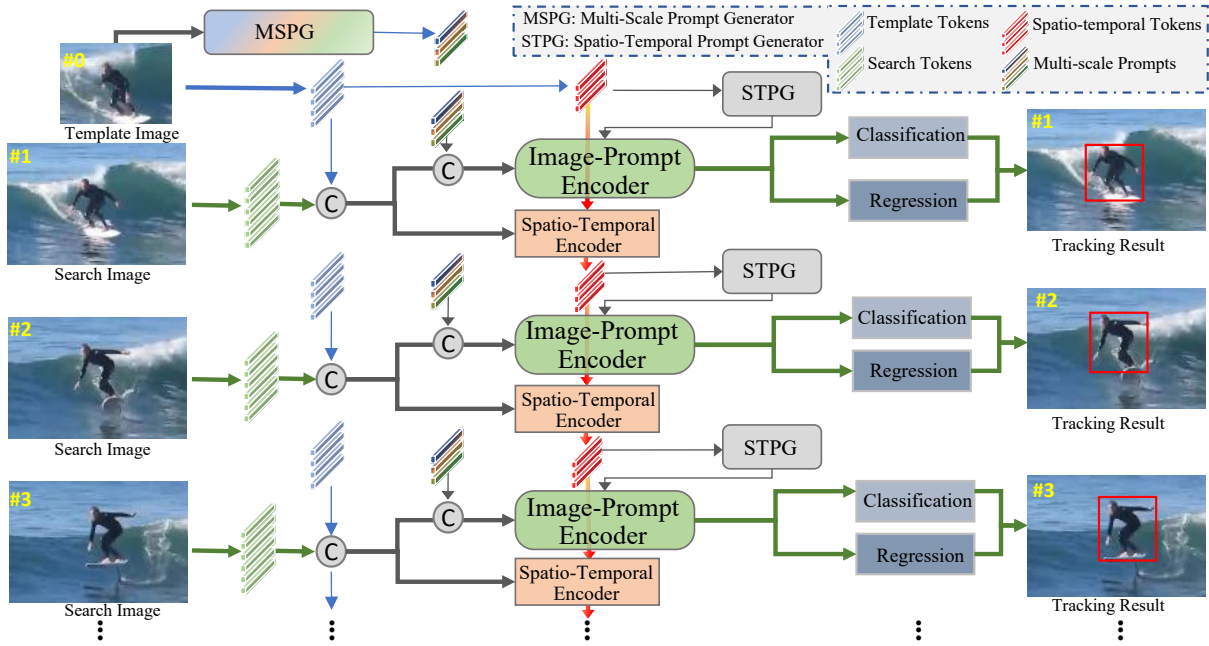 MSPG
MSPG: Multi-Scale Prompt Generator
STPG: Spatio-Temporal Prompt Generator
Template Tokens
Spatio-temporal Tokens
Search Tokens
Multi-scale Prompts
#0
Template Image
STPG
#1
Search Image
C
C
Image-Prompt
Encoder
Spatio-Temporal
Encoder
Classification
Regression
#1
Tracking Result
STPG
#2
Search Image
C
C
Image-Prompt
Encoder
Spatio-Temporal
Encoder
Classification
Regression
#2
Tracking Result
STPG
#3
Search Image
C
C
Image-Prompt
Encoder
Spatio-Temporal
Encoder
Classification
Regression
#3
Tracking Result